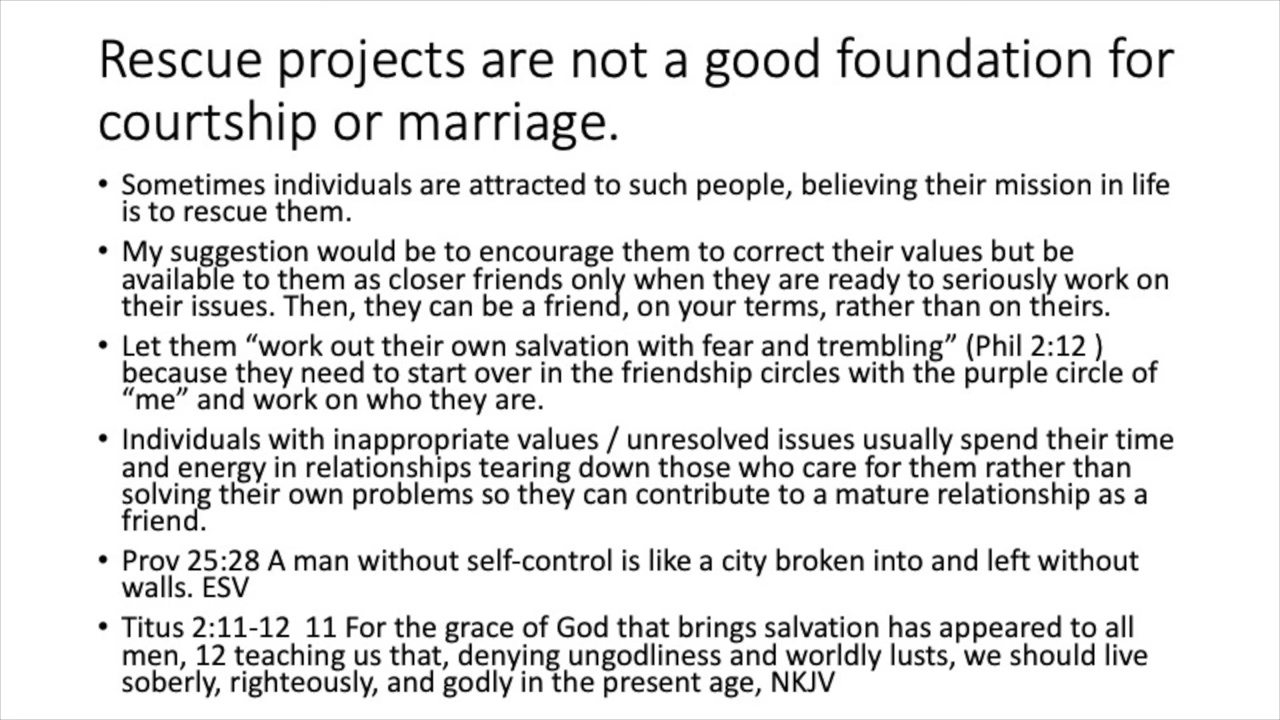 Rescue projects are not a good foundation for
courtship or marriage.
• Sometimes individuals are attracted to such people, believing their mission in life
is to rescue them.
• My suggestion would be to encourage them to correct their values but be
available to them as closer friends only when they are ready to seriously work on
their issues. Then, they can be a friend, on your terms, rather than on theirs.
• Let them “work out their own salvation with fear and trembling” (Phil 2:12 )
because they need to start over in the friendship circles with the purple circle of
“me” and work on who they are.
• Individuals with inappropriate values / unresolved issues usually spend their time
and energy in relationships tearing down those who care for them rather than
solving their own problems so they can contribute to a mature relationship as a
friend.
• Prov 25:28 A man without self-control is like a city broken into and left without
walls. ESV
• Titus 2:11-12  11 For the grace of God that brings salvation has appeared to all
men, 12 teaching us that, denying ungodliness and worldly lusts, we should live
soberly, righteously, and godly in the present age, NKJV